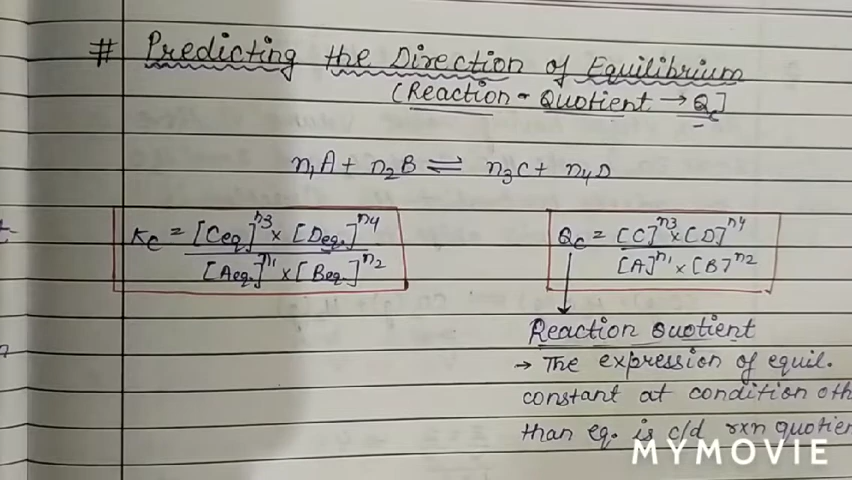 # Predicting the Direction of Equilibrium
[Reaction - Quotient → Qc]
n₁A + n₂B ⇌ n₃C + n₄D
Kc = [Ceq]ⁿ³ × [Deq.]ⁿ⁴ / [Aeq.]ⁿ¹ × [Beq.]ⁿ²
Qc = [C]ⁿ³ × [D]ⁿ⁴ / [A]ⁿ¹ × [B]ⁿ²
Reaction Quotient
→ The expression of equil.
constant at condition oth
than eq. is c/d rxn quotien
MYMOVIE